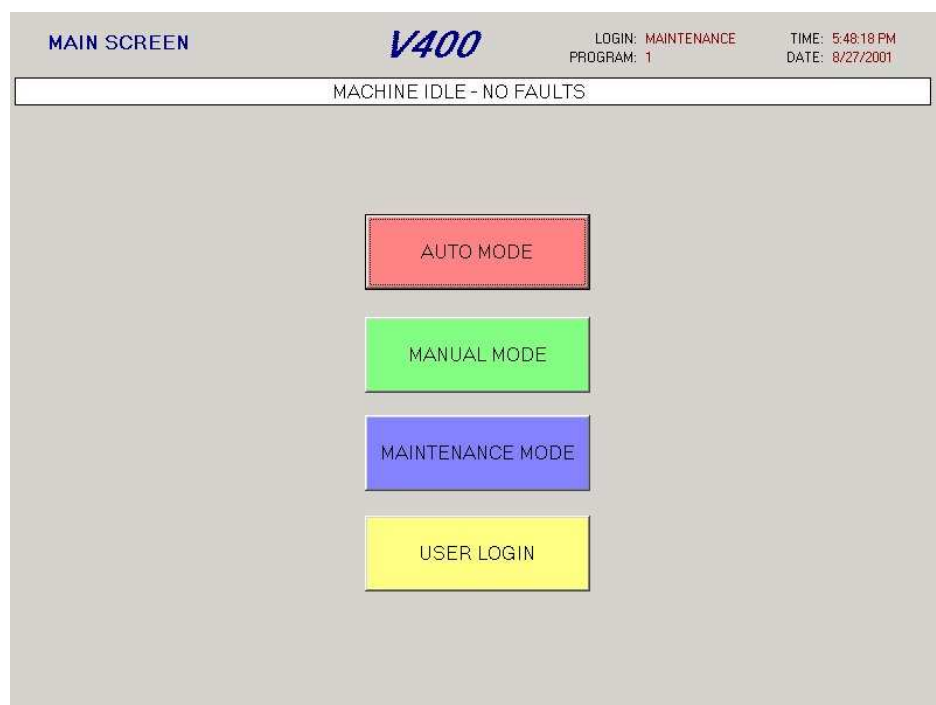 MAIN SCREEN
V400
LOGIN: MAINTENANCE
PROGRAM: 1
TIME: 5:48:18 PM
DATE: 8/27/2001
MACHINE IDLE - NO FAULTS
AUTO MODE
MANUAL MODE
MAINTENANCE MODE
USER LOGIN